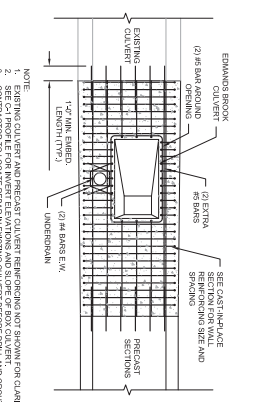 EDMANDS BROOK
CULVERT
(2) #5 BAR AROUND
OPENING
EXISTING
CULVERT
1'-0" MIN. EMBED.
LENGTH (TYP.)
(2) EXTRA
#5 BARS
(2) #4 BARS E.W.
UNDERDRAIN
SEE CAST-IN-PLACE
SECTION FOR WALL
REINFORCING SIZE AND
SPACING
PRECAST
SECTIONS
NOTE:
1. EXISTING CULVERT AND PRECAST CULVERT REINFORCING NOT SHOWN FOR
2. SEE C-1 PROFILE FOR INVERT ELEVATIONS AND SLOPE OF BOX CULVERT.